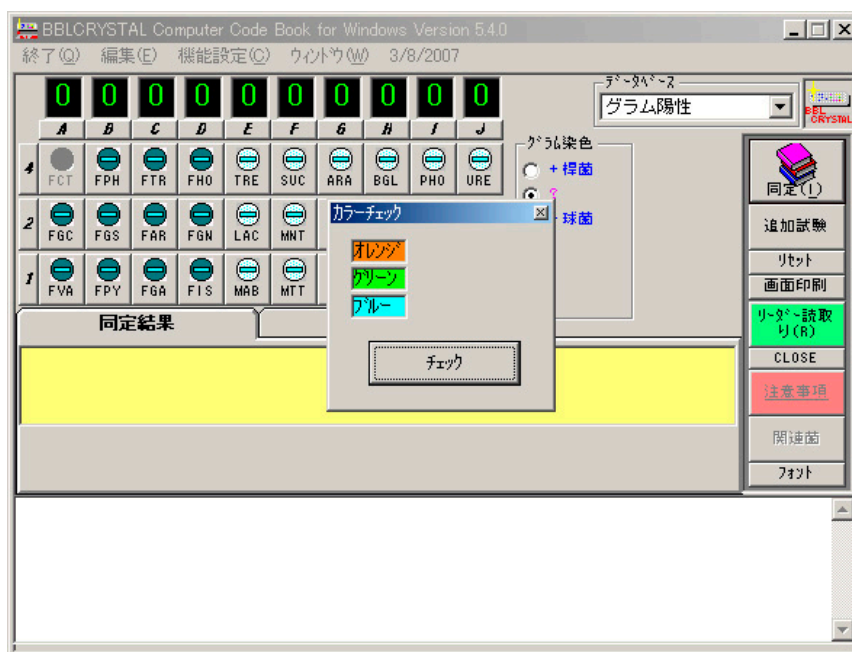 BBLCRYSTAL Computer Code Book for Windows Version 5.4.0
終了(Q) 編集(E) 機能設定(C) ウィンドウ(W) 3/8/2007
0 0 0 0 0 0 0 0 0 0
A B C D E F G H I J
データベース
グラム陽性
BBL
CRYSTAL
4 FCT FPH FTR FHO TRE SUC ARA BGL PHO URE
2 FGC FGS FAR FGN LAC MNT
1 FVA FPY FGA FIS MAB MTT
グラム染色
+ 桿菌
?
球菌
カラーチェック
オレンジ
グリーン
ブルー
チェック
同定結果
同定(I)
追加試験
リセット
画面印刷
リーダー読取
り(R)
CLOSE
注意事項
関連菌
フォント